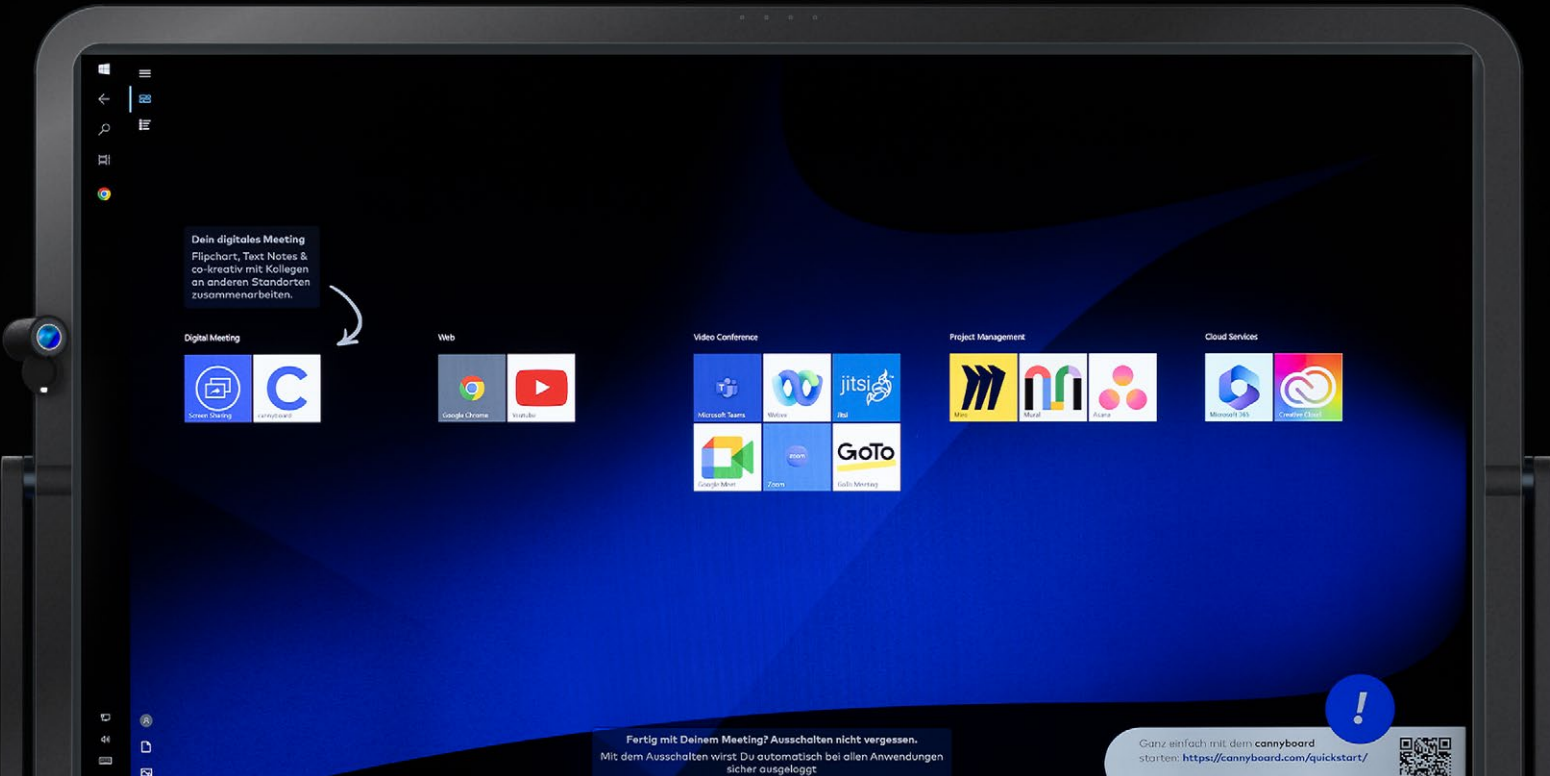 Dein digitales Meeting
Flipchart, Text Notes &
co-kreativ mit Kollegen
an anderen Standorten
zusammenarbeiten.
Digital Meeting
Screen Sharing
cannyboard
Web
Google Chrome
Youtube
Video Conference
Microsoft Teams
Webex
jitsi
Jitsi
Google Meet
zoom
Zoom
GoTo
GoTo Meeting
Project Management
Miro
Mural
Asana
Cloud Services
Microsoft 365
Creative Cloud
Fertig mit Deinem Meeting? Ausschalten nicht vergessen.
Mit dem Ausschalten wirst Du automatisch bei allen Anwendungen
sicher ausgeloggt
!
Ganz einfach mit dem cannyboard
starten: https://cannyboard.com/quickstart/